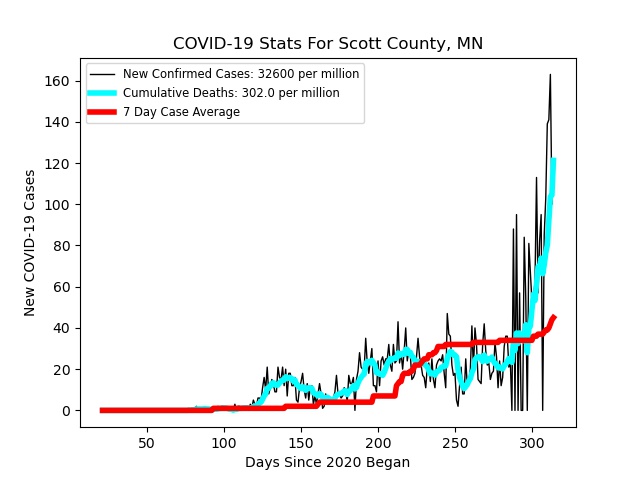 COVID-19 Stats For Scott County, MN
New Confirmed Cases: 32600 per million
Cumulative Deaths: 302.0 per million
7 Day Case Average
New COVID-19 Cases
160
140
120
100
80
60
40
20
0
50 100 150 200 250 300
Days Since 2020 Began